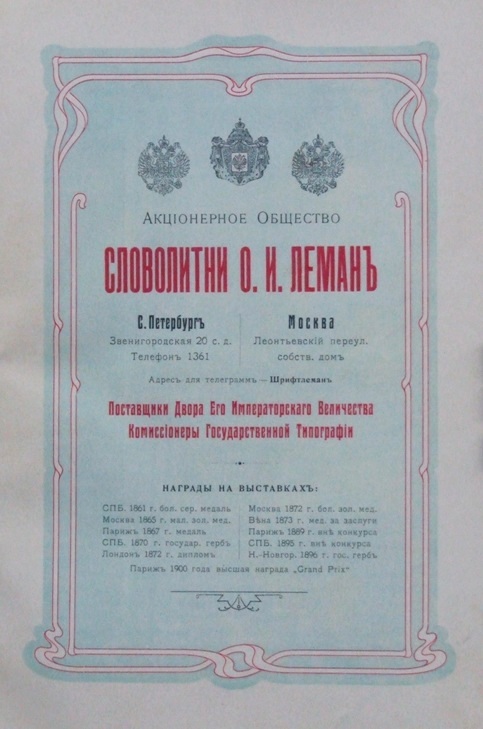 Акціонерное Общество
СЛОВОЛИТНИ О. И. ЛЕМАНЪ
С. Петербургъ
Звенигородская 20 с. д.
Телефонъ 1361
Москва
Леонтьевскій переул.
собств. домъ
Адресъ для телеграммъ — Шрифтлеманъ
Поставщики Двора Его Императорскаго Величества
Комиссіонеры Государственной Типографіи
НАГРАДЫ НА ВЫСТАВКАХЪ:
СПБ. 1861 г. бол. сер. медаль
Москва 1865 г. мал. зол. мед.
Парижъ 1867 г. медаль
СПБ. 1870 г. государ. гербъ
Лондонъ 1872 г. дипломъ
Москва 1872 г. бол. зол. мед.
Вѣна 1873 г. мед. за заслуги
Парижъ 1889 г. внѣ конкурса
СПБ. 1895 г. внѣ конкурса
Н.-Новгор. 1896 г. гос. гербъ
Парижъ 1900 года высшая награда „Grand Prix“